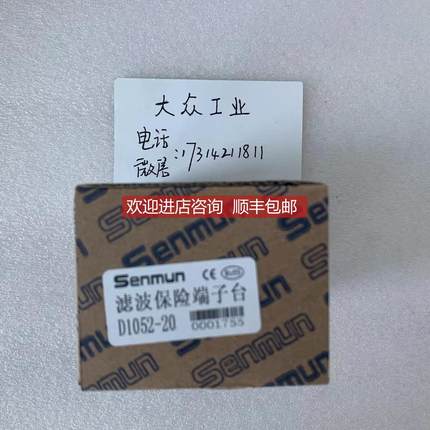 大众工业
电话
微信:17314211811
欢迎进店咨询 顺丰包邮
Senmun CE RoHS
滤波保险端子台
D1052-20 0001755
Senmun
Senmun